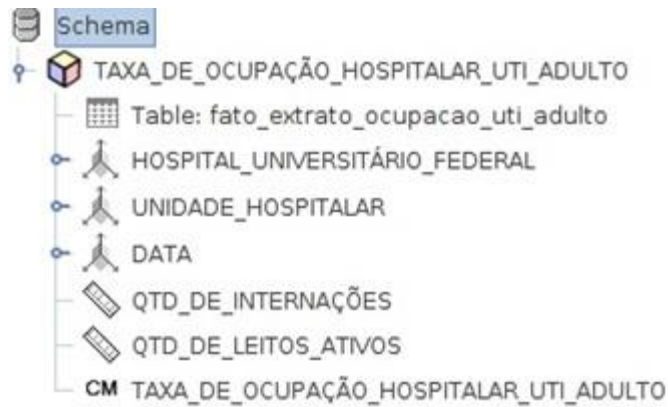 Schema
TAXA_DE_OCUPAÇÃO_HOSPITALAR_UTI_ADULTO
Table: fato_extrato_ocupacao_uti_adulto
HOSPITAL_UNIVERSITÁRIO_FEDERAL
UNIDADE_HOSPITALAR
DATA
QTD_DE_INTERNAÇÕES
QTD_DE_LEITOS_ATIVOS
CM TAXA_DE_OCUPAÇÃO_HOSPITALAR_UTI_ADULTO